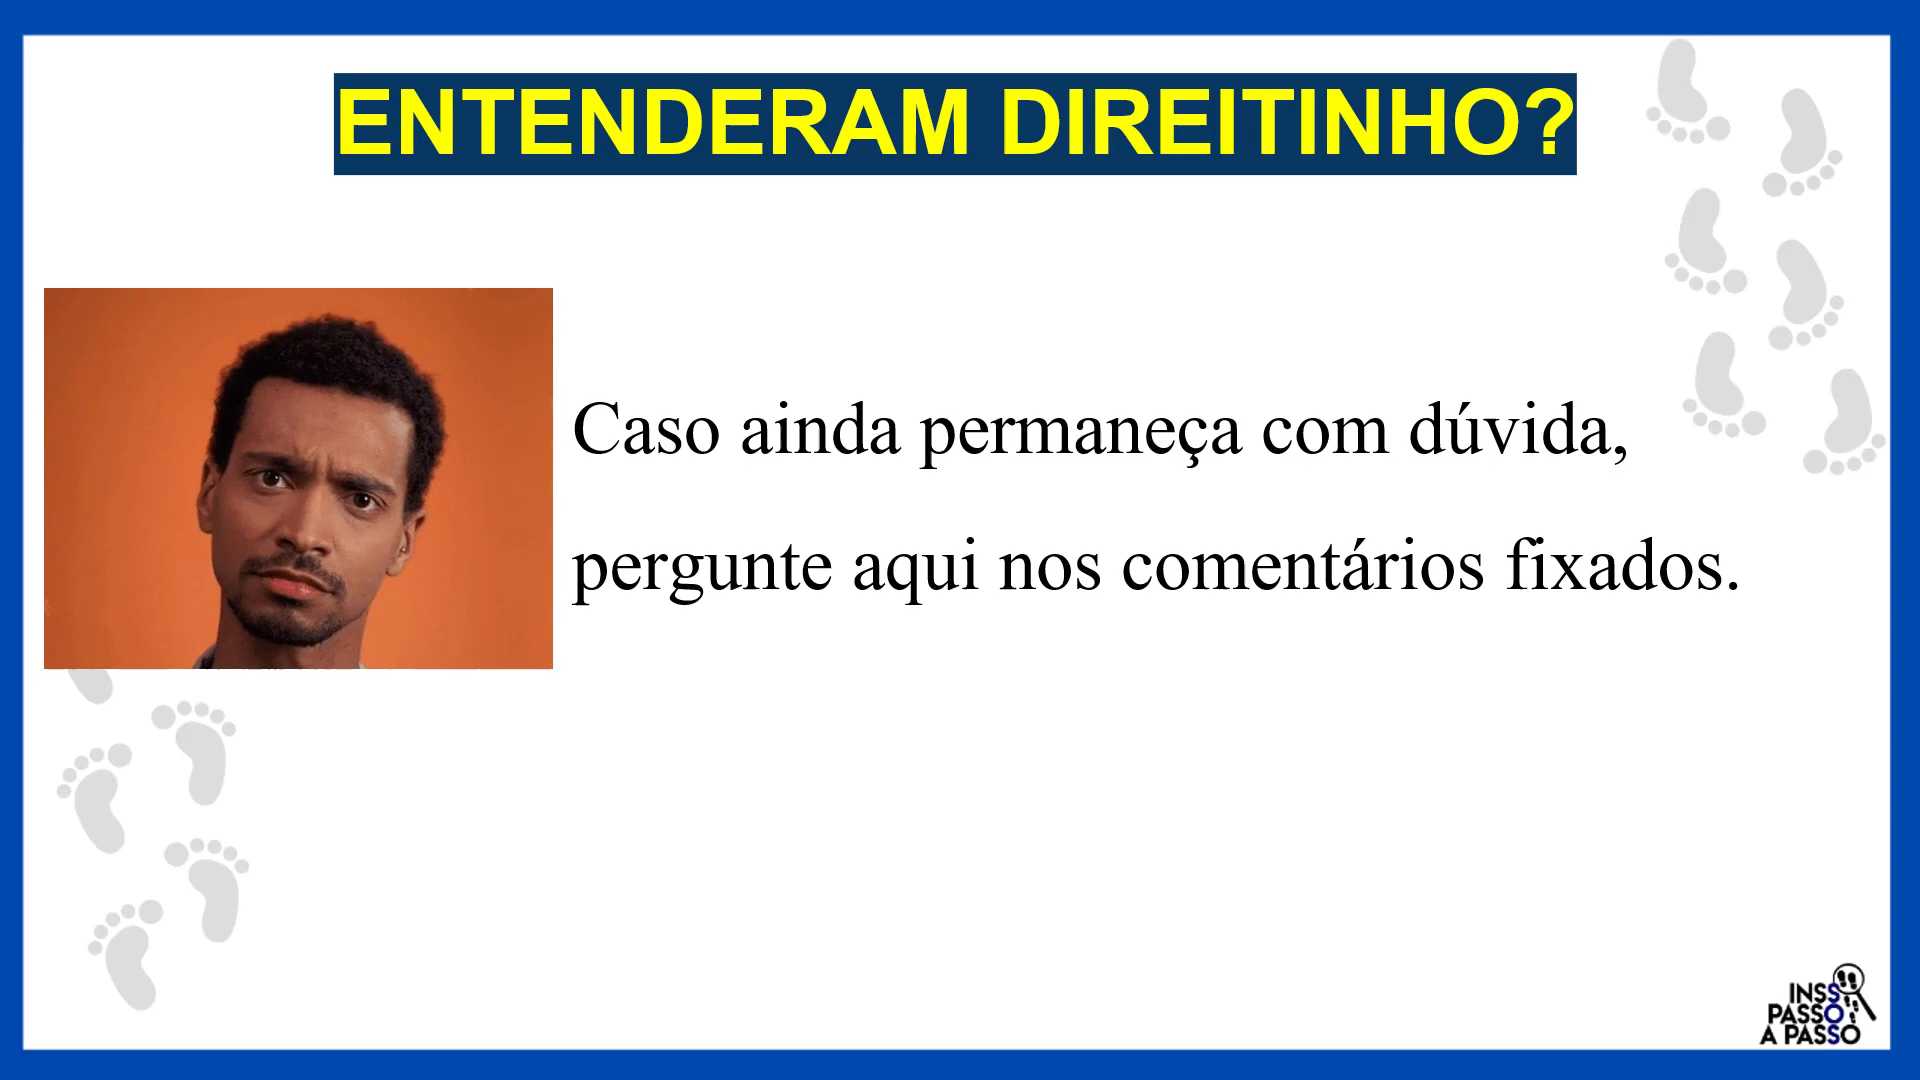 ENTENDERAM DIREITINHO?
Caso ainda permaneça com dúvida,
pergunte aqui nos comentários fixados.
INSS
PASSO
A PASSO